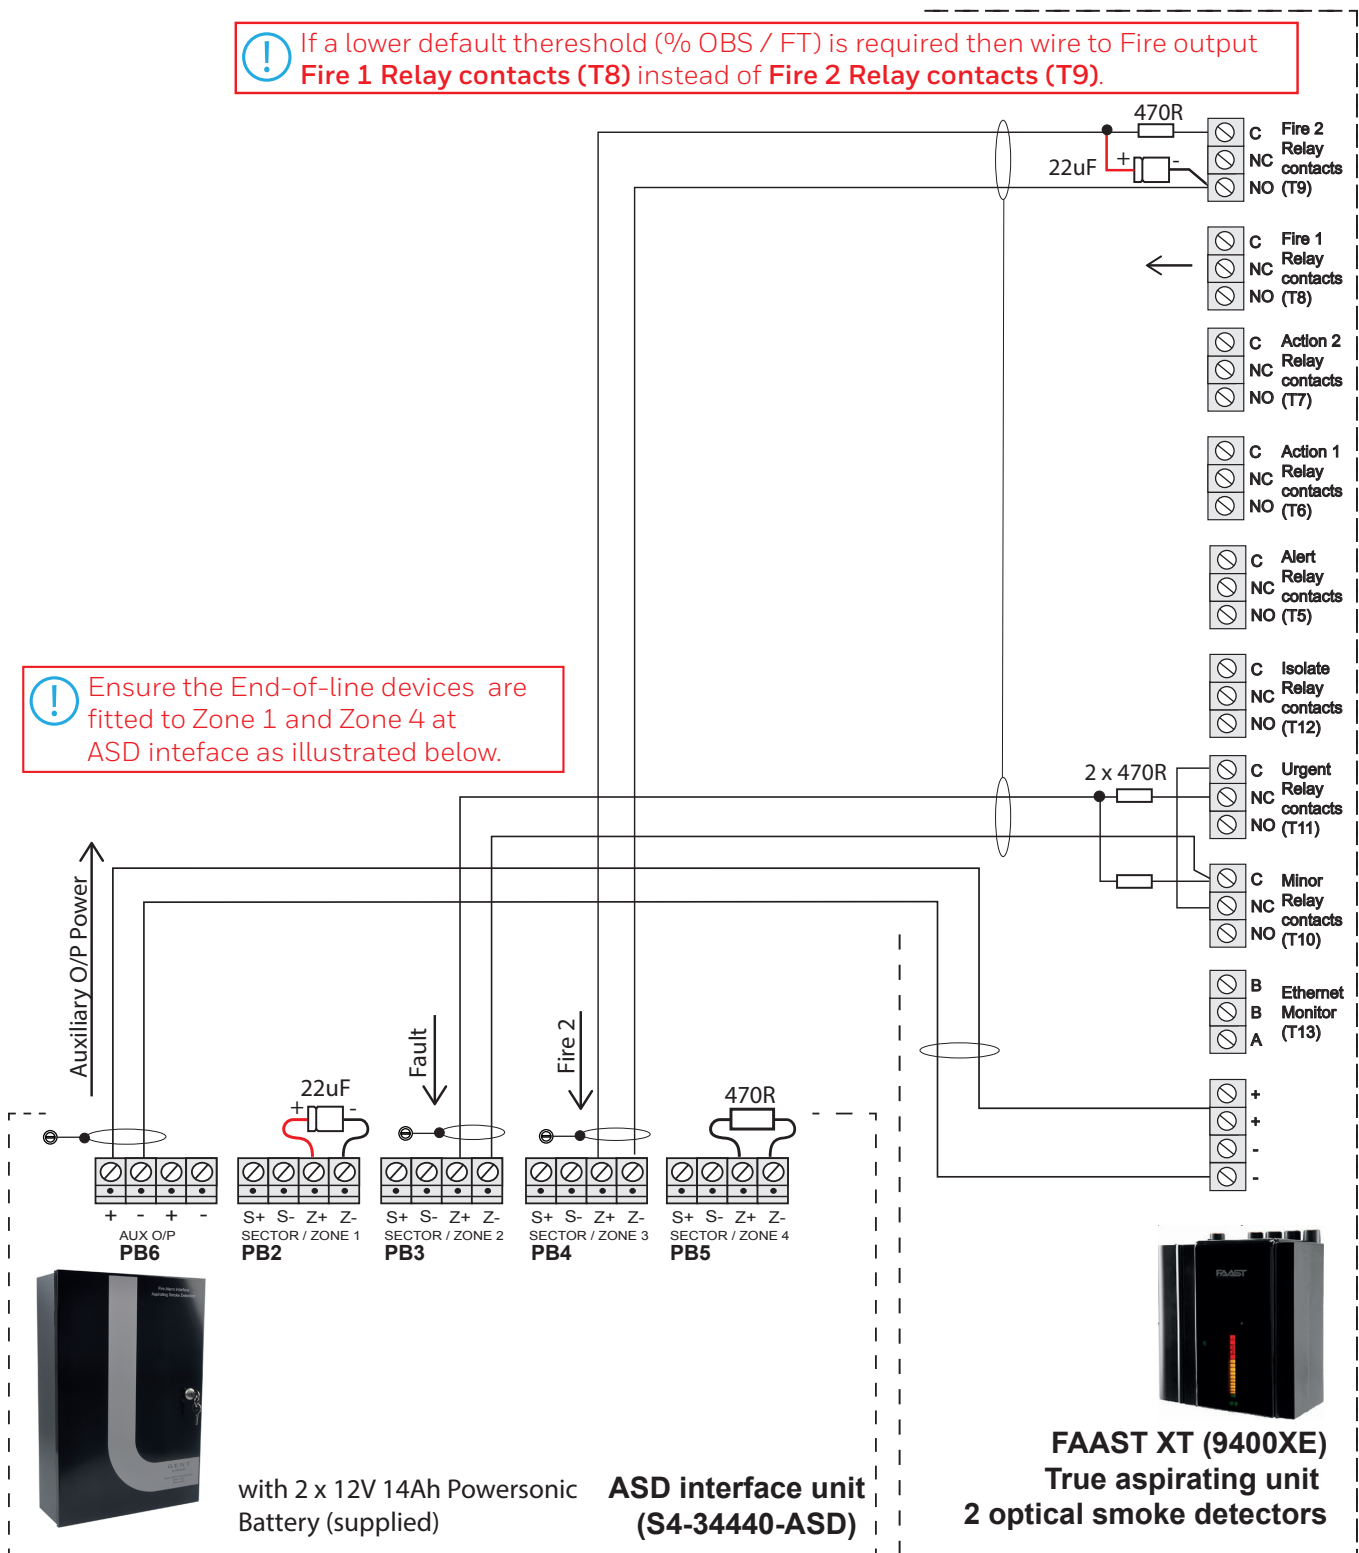 If a lower default thereshold (% OBS / FT) is required then wire to Fire output
Fire 1 Relay contacts (T8) instead of Fire 2 Relay contacts (T9).
470R
22uF
+
-
C
NC
NO
Fire 2
Relay
contacts
(T9)
C
NC
NO
Fire 1
Relay
contacts
(T8)
C
NC
NO
Action 2
Relay
contacts
(T7)
C
NC
NO
Action 1
Relay
contacts
(T6)
C
NC
NO
Alert
Relay
contacts
(T5)
Ensure the End-of-line devices are
fitted to Zone 1 and Zone 4 at
ASD inteface as illustrated below.
C
NC
NO
Isolate
Relay
contacts
(T12)
2 x 470R
C
NC
NO
Urgent
Relay
contacts
(T11)
C
NC
NO
Minor
Relay
contacts
(T10)
B
B
A
Ethernet
Monitor
(T13)
+
+
-
-
Auxiliary O/P Power
Fault
Fire 2
22uF
+
-
470R
+ - + -
AUX O/P
PB6
S+ S- Z+ Z-
SECTOR / ZONE 1
PB2
S+ S- Z+ Z-
SECTOR / ZONE 2
PB3
S+ S- Z+ Z-
SECTOR / ZONE 3
PB4
S+ S- Z+ Z-
SECTOR / ZONE 4
PB5
Fire Alarm Interface
Aspirating Smoke Detector
GENT
FAAST
with 2 x 12V 14Ah Powersonic
Battery (supplied)
ASD interface unit
(S4-34440-ASD)
FAAST XT (9400XE)
True aspirating unit
2 optical smoke detectors